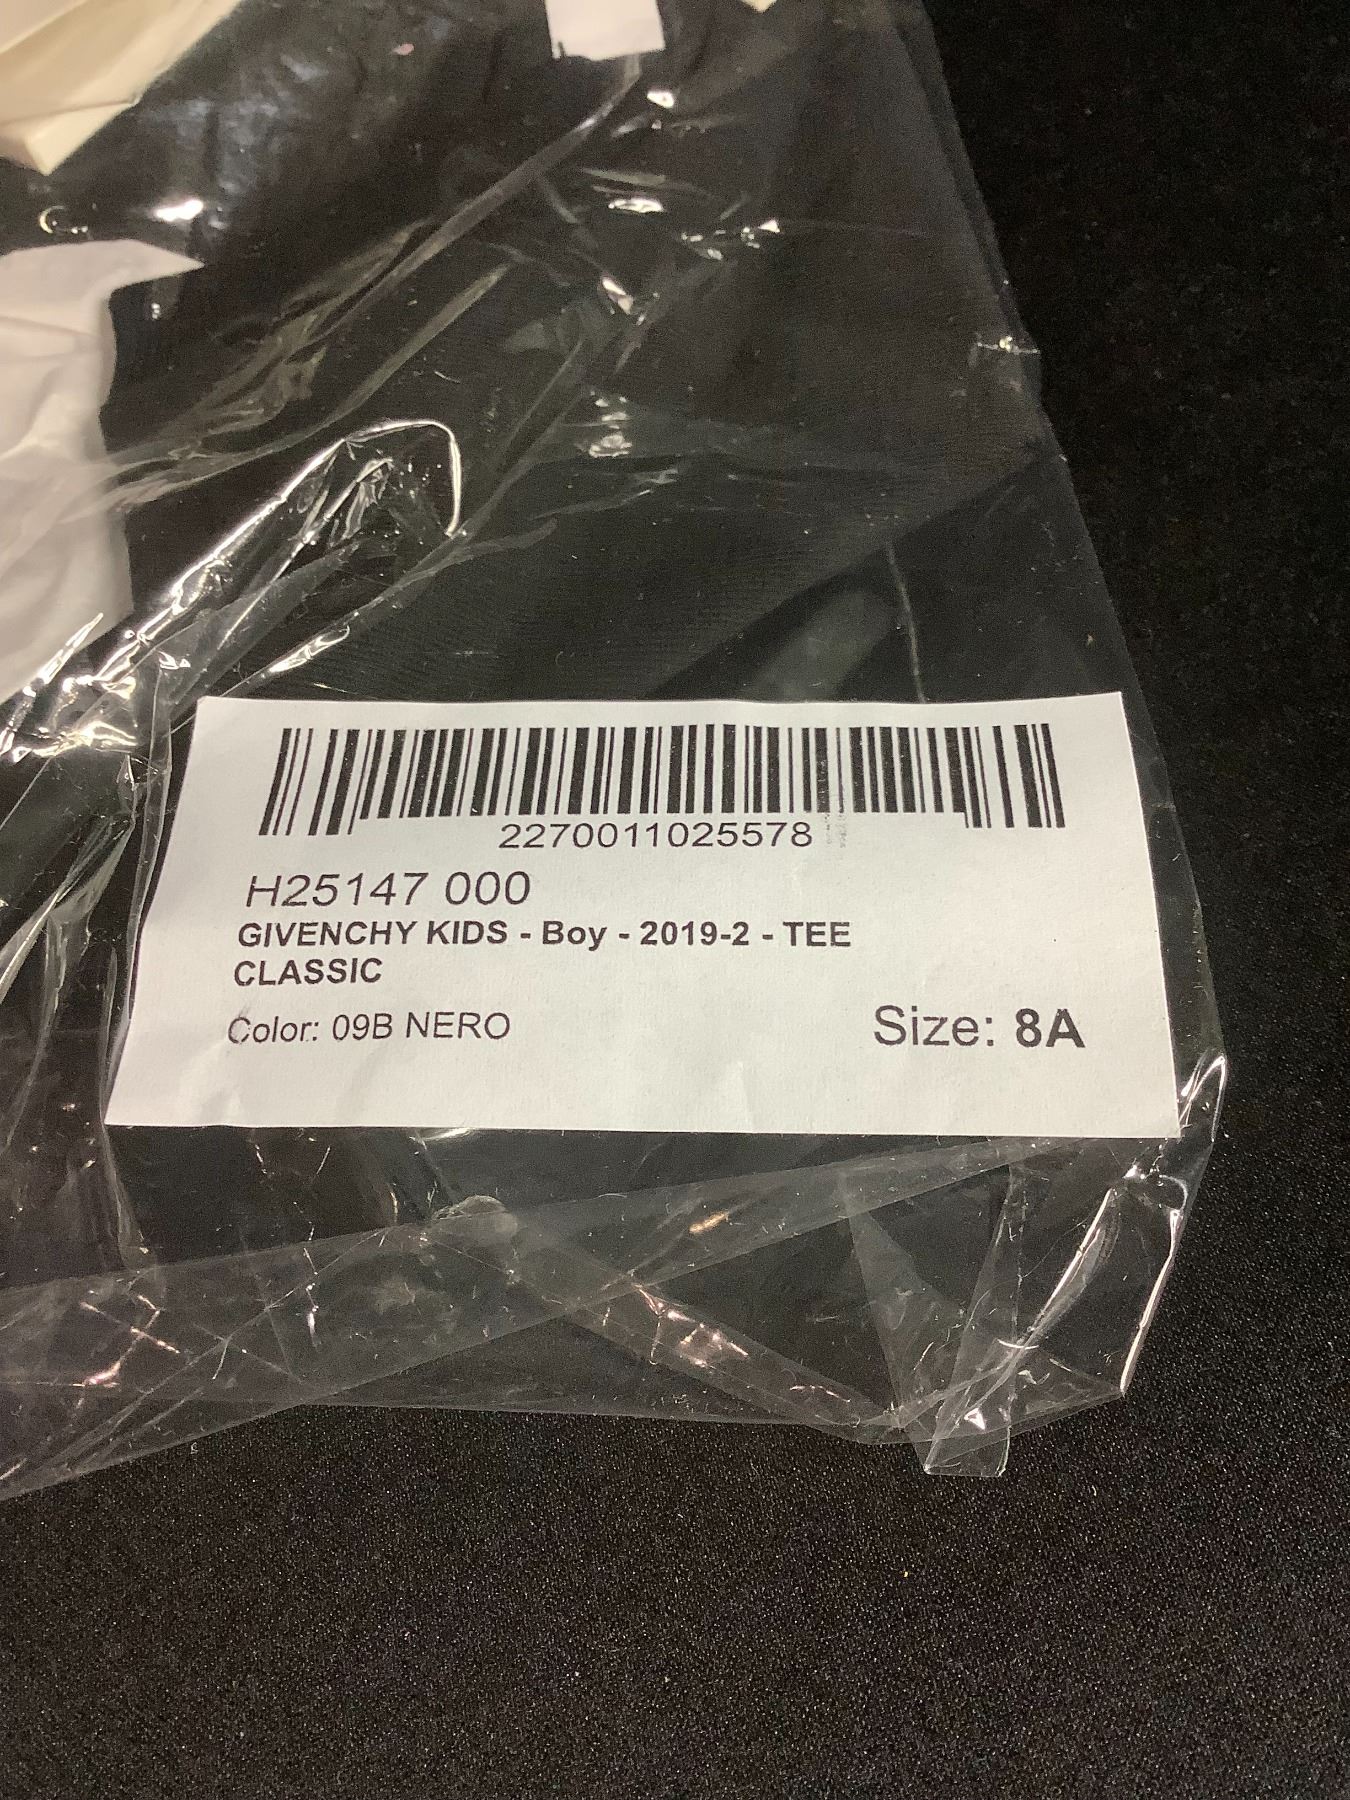 2270011025578
H25147 000
GIVENCHY KIDS - Boy - 2019-2 - TEE
CLASSIC
Color: 09B NERO
Size: 8A